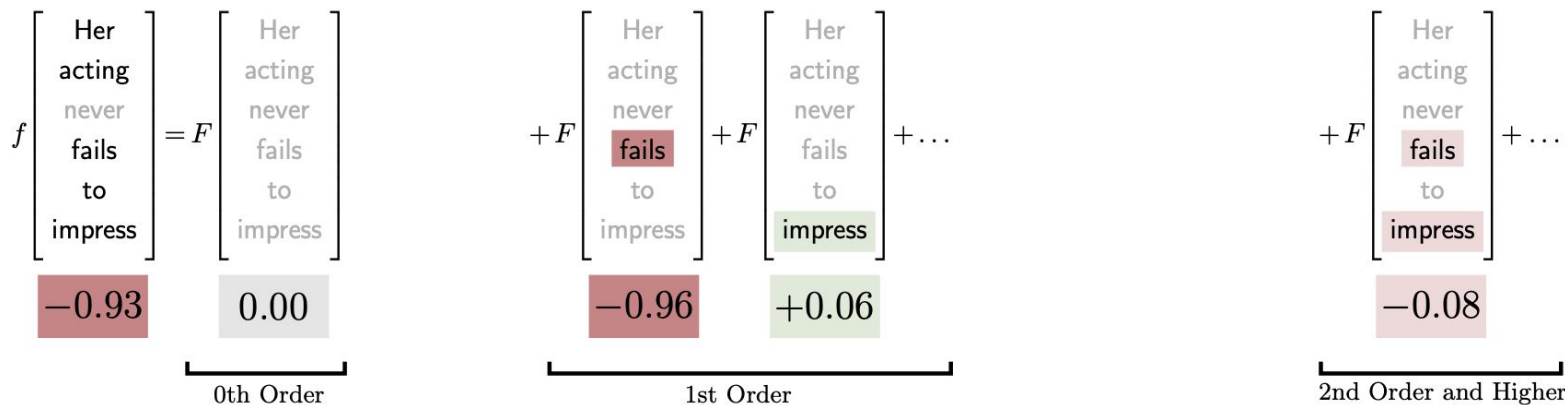 f [ Her acting never fails to impress ] = F [ Her acting never fails to impress ] + F [ Her acting never fails to impress ] + F [ Her acting never fails to impress ] + ... + F [ Her acting never fails to impress ] + ...
−0.93 0.00 −0.96 +0.06 −0.08
0th Order 1st Order 2nd Order and Higher